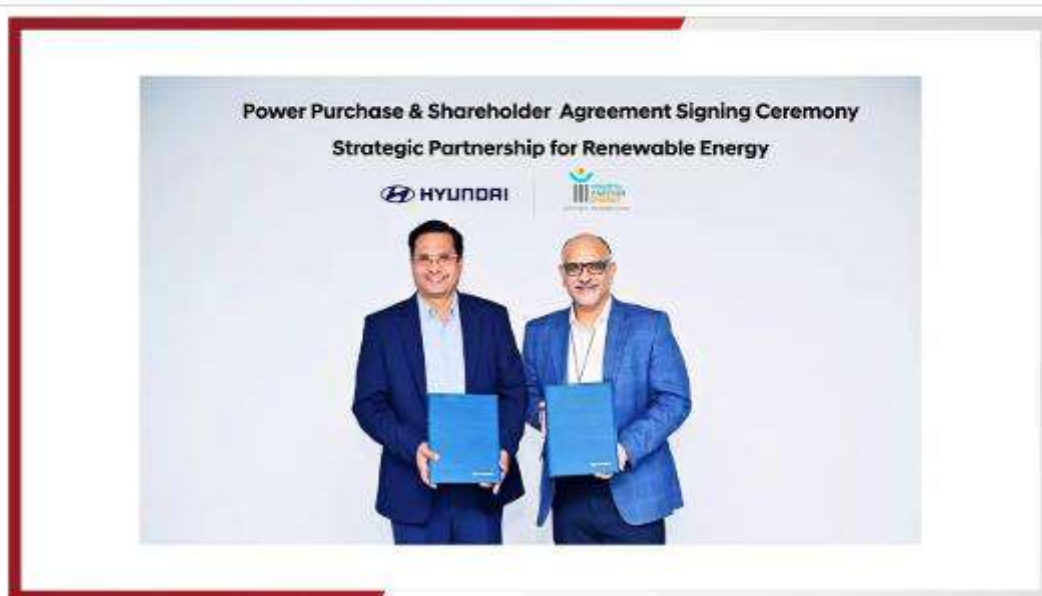 Power Purchase & Shareholder Agreement Signing Ceremony
Strategic Partnership for Renewable Energy
HYUNDAI